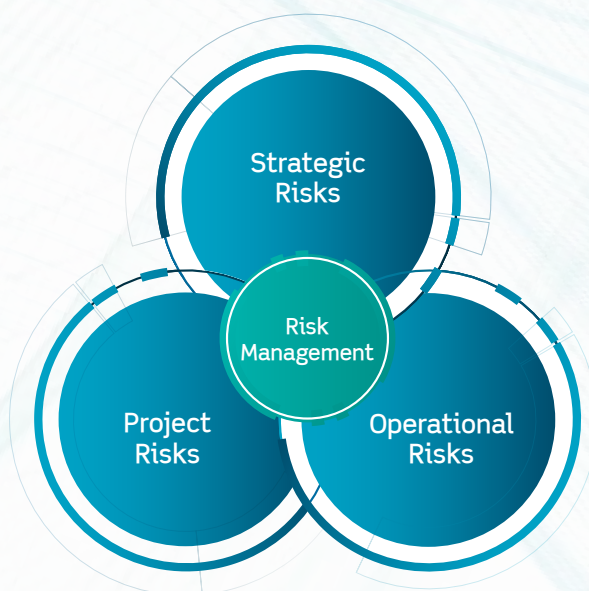 Strategic
Risks
Risk
Management
Project
Risks
Operational
Risks